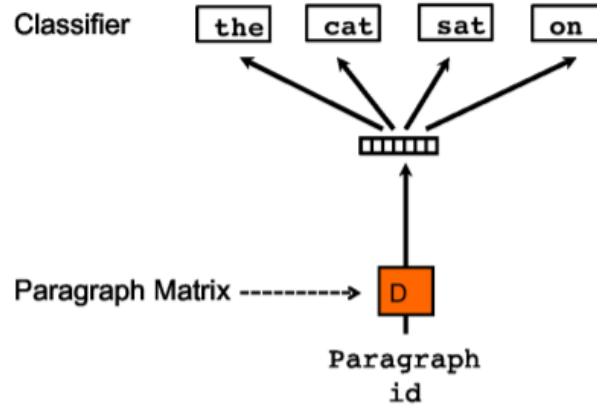 Classifier the cat sat on
D
Paragraph Matrix
Paragraph
id